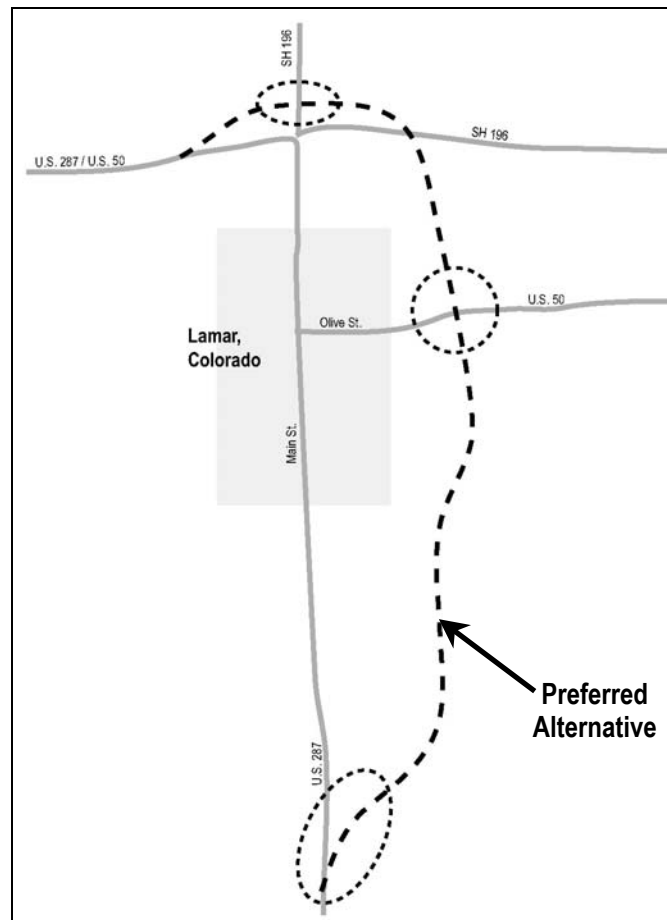 SH 196
SH 196
U.S. 287 / U.S. 50
U.S. 50
Olive St.
Lamar,
Colorado
Main St.
Preferred
Alternative
U.S. 287